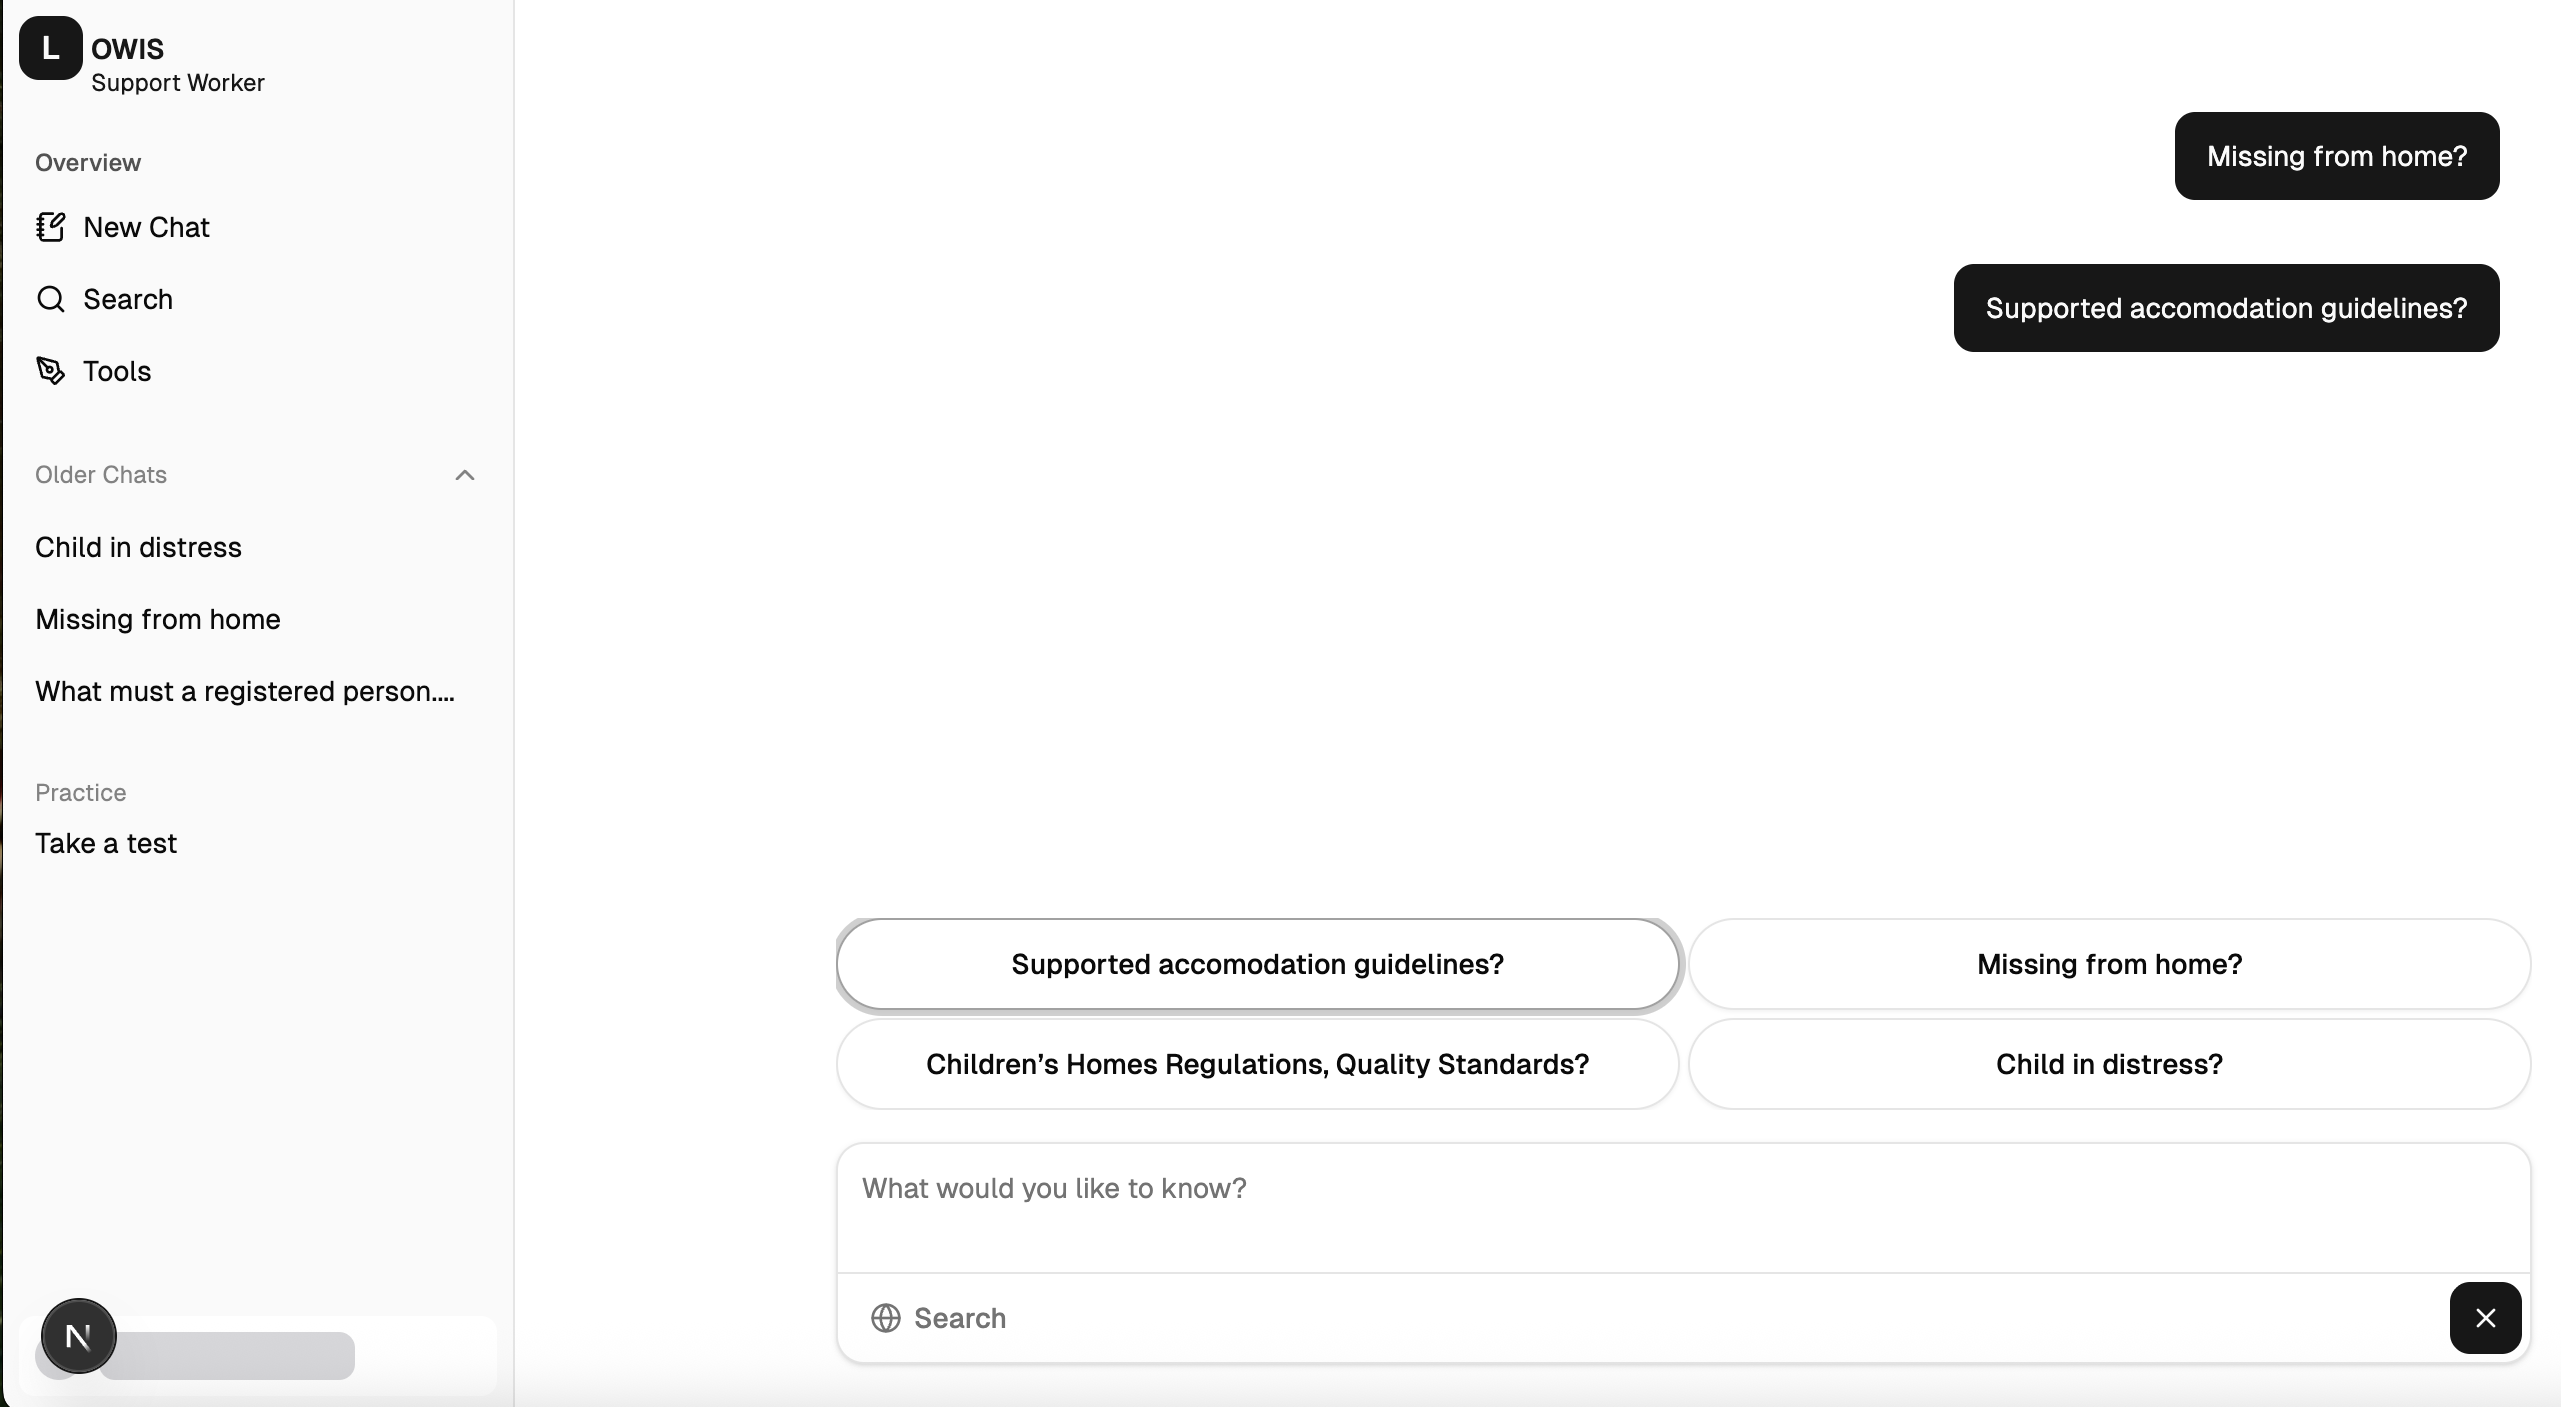 L
OWIS
Support Worker
Overview
New Chat
Search
Tools
Older Chats
Child in distress
Missing from home
What must a registered person....
Practice
Take a test
N
Missing from home?
Supported accomodation guidelines?
Supported accomodation guidelines?
Missing from home?
Children’s Homes Regulations, Quality Standards?
Child in distress?
What would you like to know?
Search